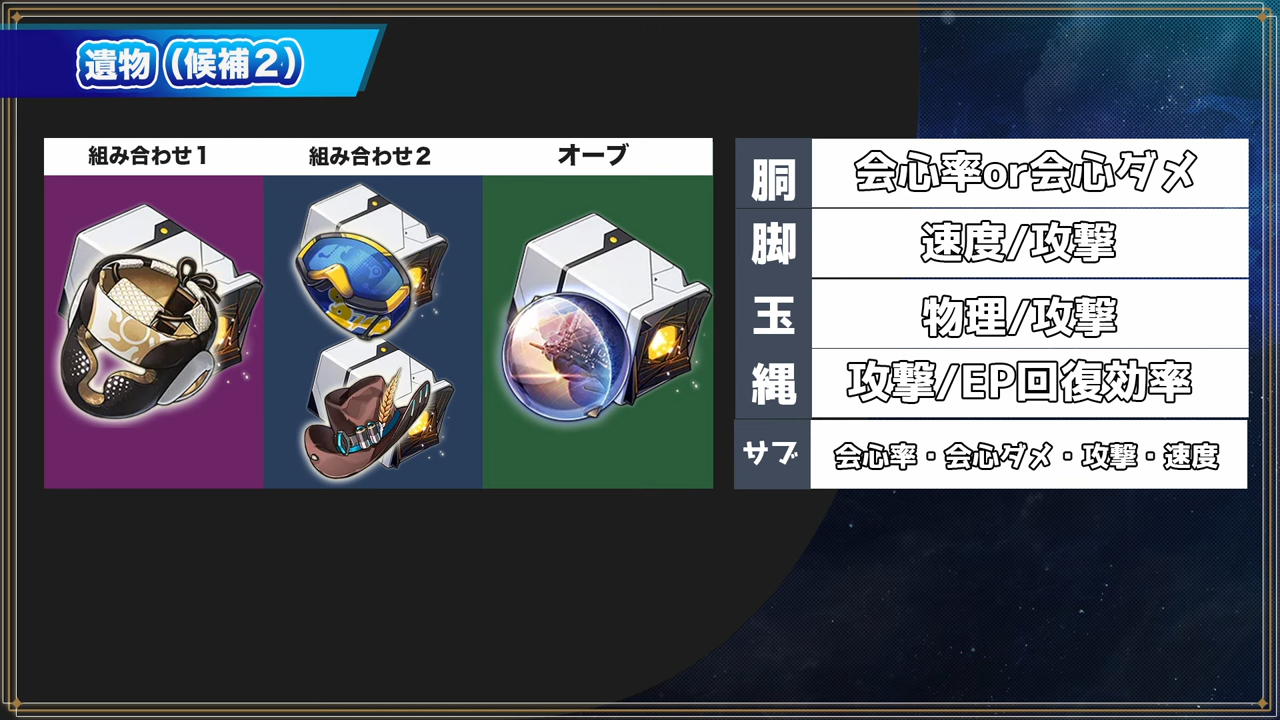 遺物（候補２）
組み合わせ１
組み合わせ２
オーブ
胴
会心率or会心ダメ
脚
速度/攻撃
玉
物理/攻撃
縄
攻撃/EP回復効率
サブ
会心率・会心ダメ・攻撃・速度